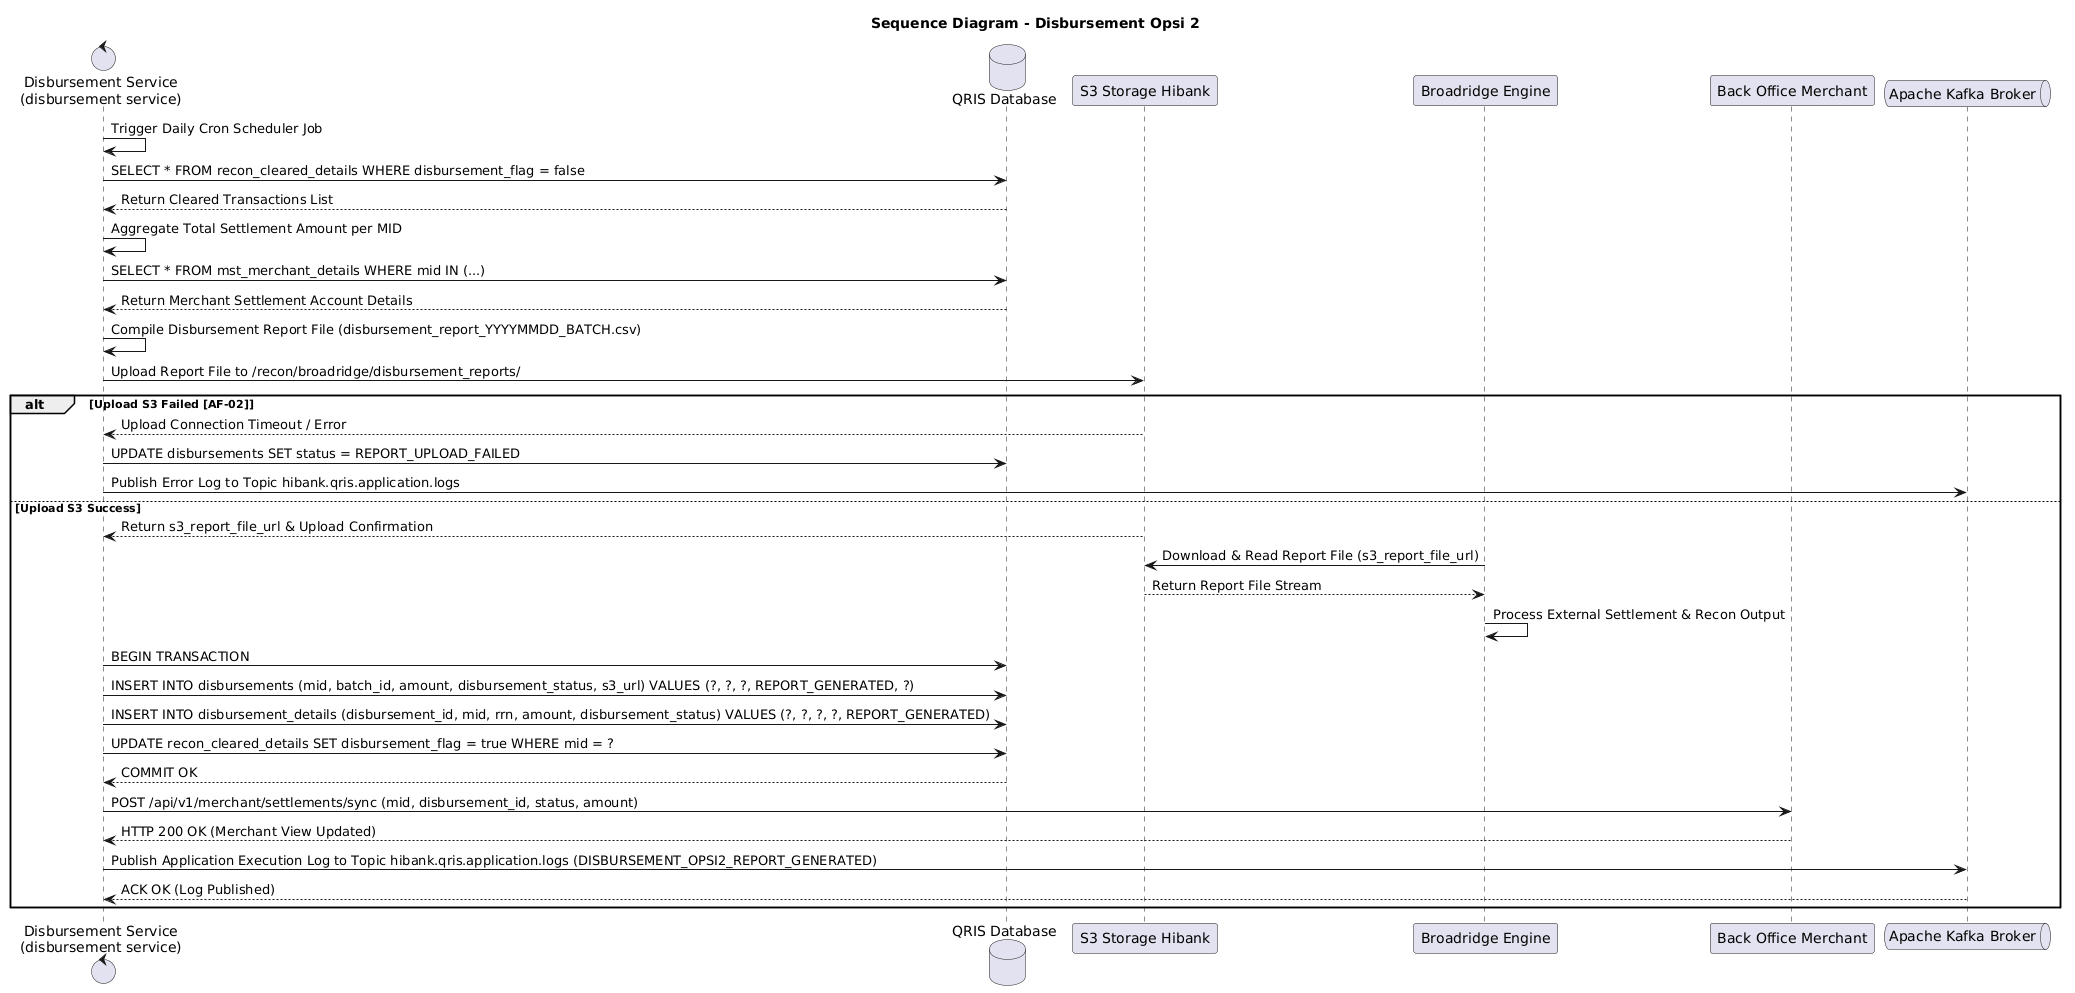 Sequence Diagram - Disbursement Opsi 2
Disbursement Service
(disbursement service)
QRIS Database
S3 Storage Hibank
Broadridge Engine
Back Office Merchant
Apache Kafka Broker
Trigger Daily Cron Scheduler Job
SELECT * FROM recon_cleared_details WHERE disbursement_flag = false
Return Cleared Transactions List
Aggregate Total Settlement Amount per MID
SELECT * FROM mst_merchant_details WHERE mid IN (...)
Return Merchant Settlement Account Details
Compile Disbursement Report File (disbursement_report_YYYYMMDD_BATCH.csv)
Upload Report File to /recon/broadridge/disbursement_reports/
alt [Upload S3 Failed [AF-02]]
Upload Connection Timeout / Error
UPDATE disbursements SET status = REPORT_UPLOAD_FAILED
Publish Error Log to Topic hibank.qris.application.logs
[Upload S3 Success]
Return s3_report_file_url & Upload Confirmation
Download & Read Report File (s3_report_file_url)
Return Report File Stream
Process External Settlement & Recon Output
BEGIN TRANSACTION
INSERT INTO disbursements (mid, batch_id, amount, disbursement_status, s3_url) VALUES (?, ?, ?, REPORT_GENERATED, ?)
INSERT INTO disbursement_details (disbursement_id, mid, rrn, amount, disbursement_status) VALUES (?, ?, ?, ?, REPORT_GENERATED)
UPDATE recon_cleared_details SET disbursement_flag = true WHERE mid = ?
COMMIT OK
POST /api/v1/merchant/settlements/sync (mid, disbursement_id, status, amount)
HTTP 200 OK (Merchant View Updated)
Publish Application Execution Log to Topic hibank.qris.application.logs (DISBURSEMENT_OPSI2_REPORT_GENERATED)
ACK OK (Log Published)
Disbursement Service
(disbursement service)
QRIS Database
S3 Storage Hibank
Broadridge Engine
Back Office Merchant
Apache Kafka Broker